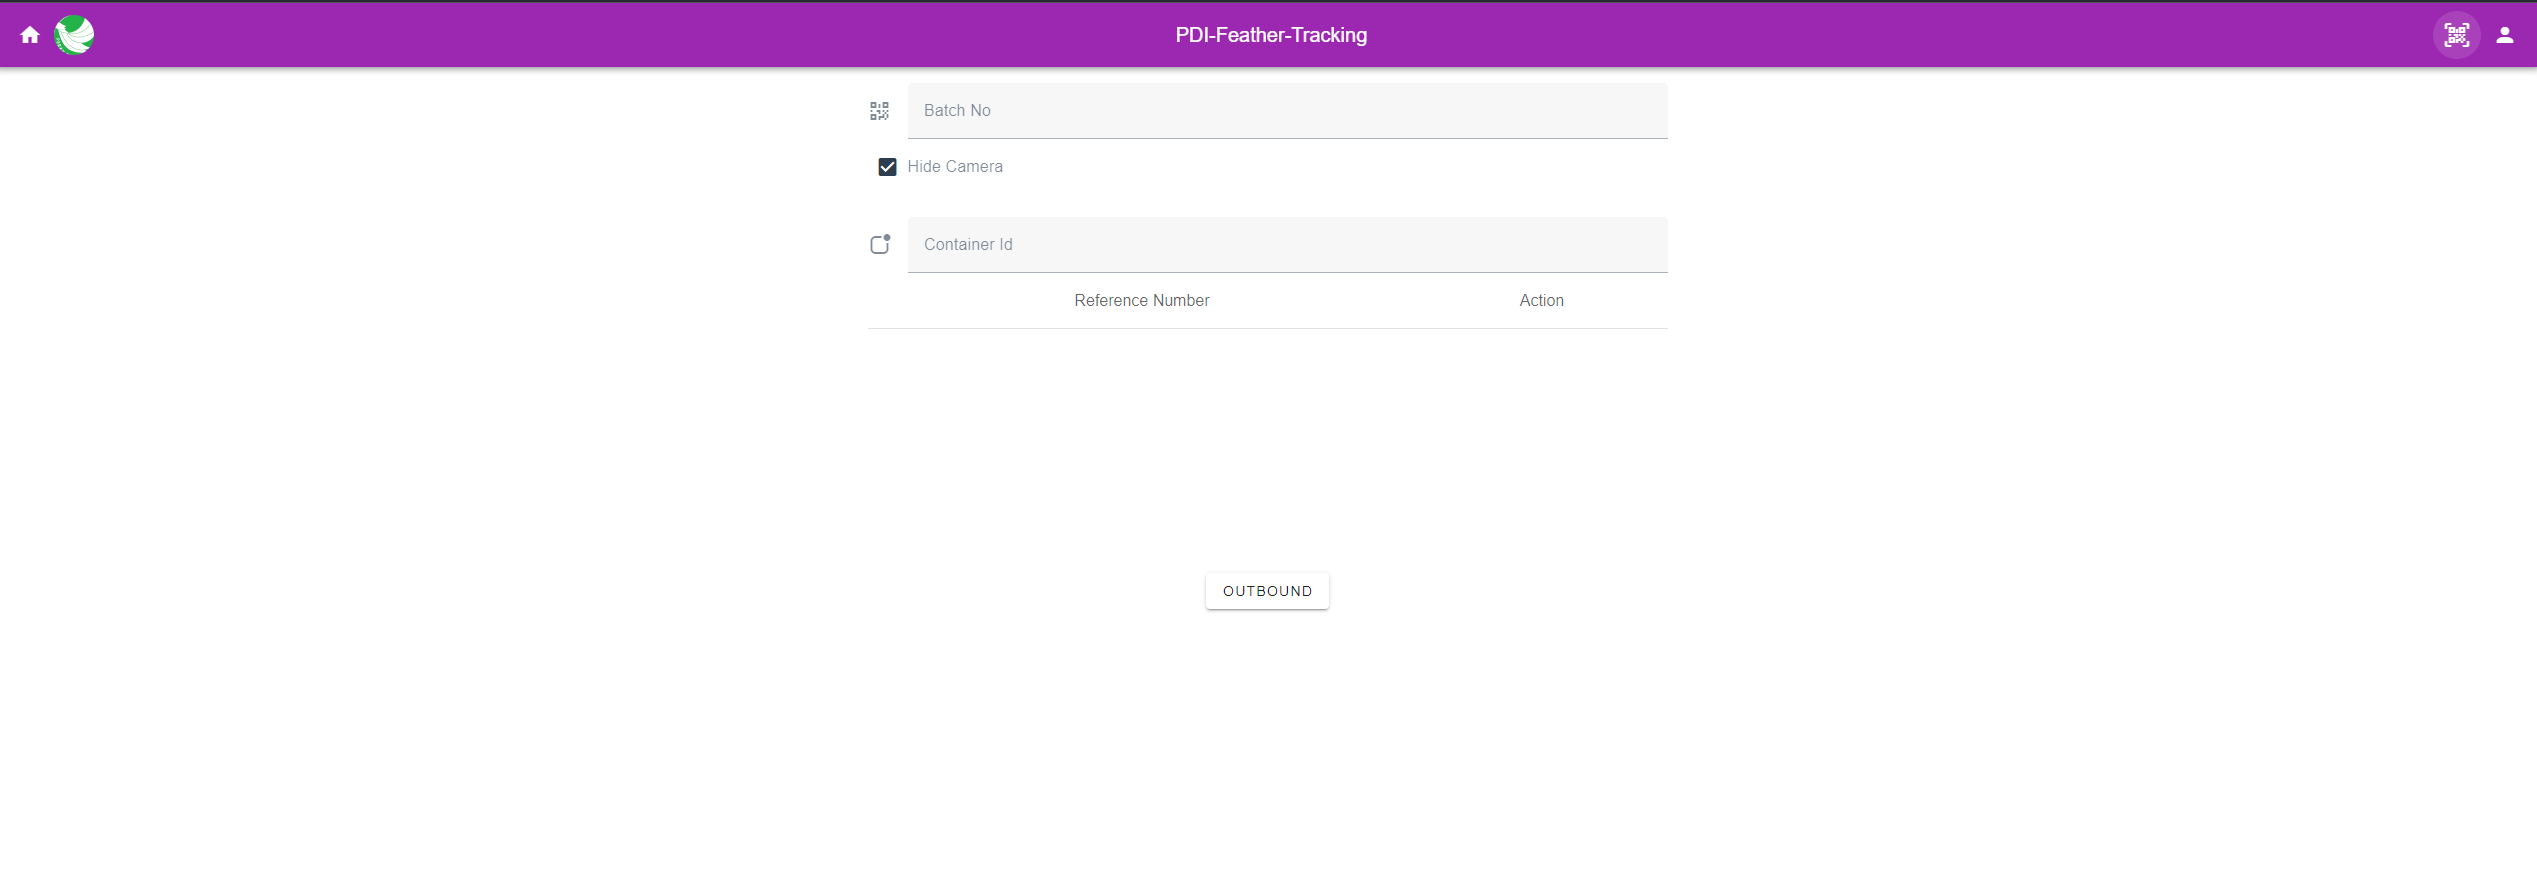 PDI-Feather-Tracking
Batch No
Hide Camera
Container Id
Reference Number Action
OUTBOUND